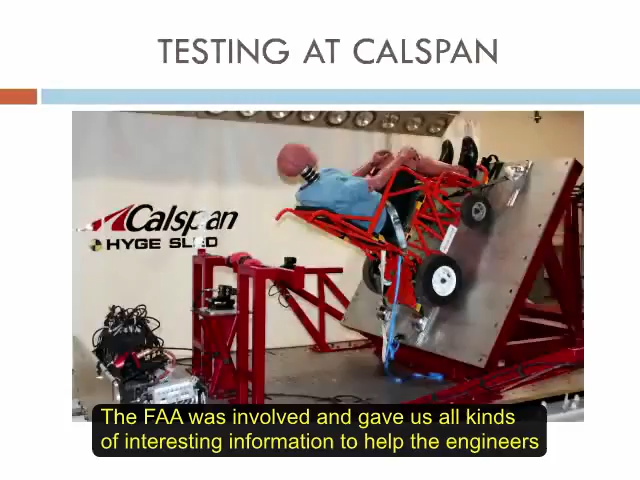 TESTING AT CALSPAN
Calspan
HYGE SLED
The FAA was involved and gave us all kinds
of interesting information to help the engineers